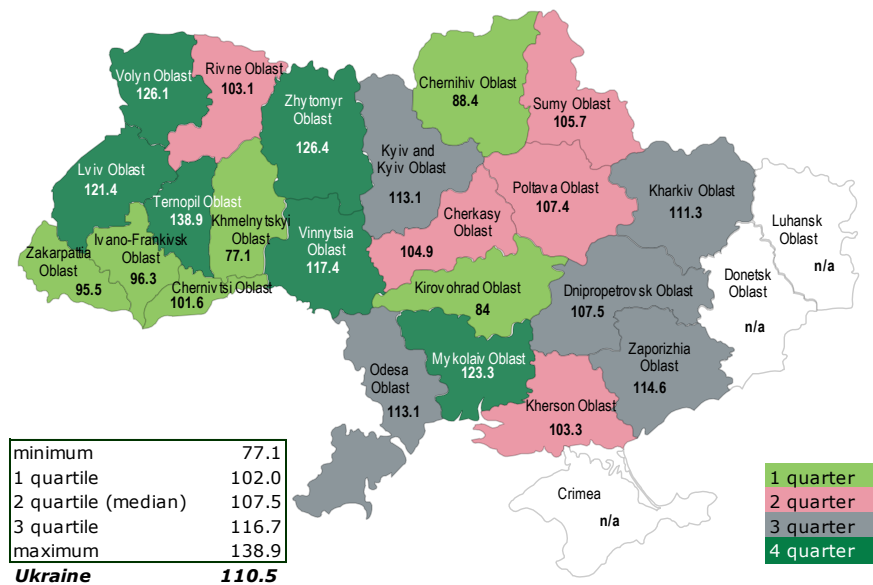 Volyn Oblast
126.1
Rivne Oblast
103.1
Zhytomyr
Oblast
126.4
Kyiv and
Kyiv Oblast
113.1
Chernihiv Oblast
88.4
Sumy Oblast
105.7
Lviv Oblast
121.4
Ternopil Oblast
138.9
Khmelnytskyi
Oblast
77.1
Vinnytsia
Oblast
117.4
Cherkasy
Oblast
104.9
Poltava Oblast
107.4
Kharkiv Oblast
111.3
Luhansk
Oblast
n/a
Donetsk
Oblast
n/a
Zakarpattia
Oblast
95.5
Ivano-Frankivsk
Oblast
96.3
Chernivtsi Oblast
101.6
Kirovohrad Oblast
84
Dnipropetrovsk Oblast
107.5
Zaporizhia
Oblast
114.6
Odesa
Oblast
113.1
Mykolaiv Oblast
123.3
Kherson Oblast
103.3
Crimea
n/a
minimum 77.1
1 quartile 102.0
2 quartile (median) 107.5
3 quartile 116.7
maximum 138.9
Ukraine 110.5
1 quarter
2 quarter
3 quarter
4 quarter